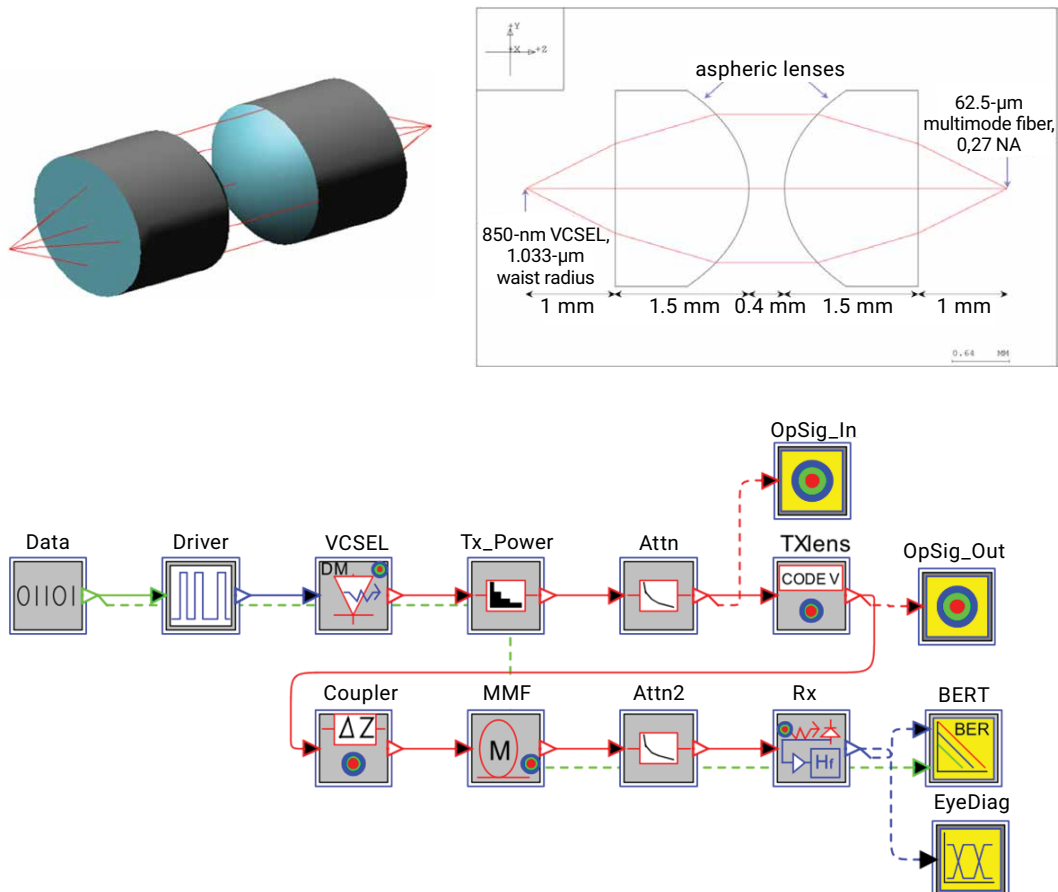 +Y
+X +Z
aspheric lenses
62.5-µm
multimode fiber,
0,27 NA
850-nm VCSEL,
1.033-µm
waist radius
1 mm 1.5 mm 0.4 mm 1.5 mm 1 mm
0.64 MM
OpSig_In
Data Driver VCSEL Tx_Power Attn TXlens OpSig_Out
01101
DM
CODE V
Coupler MMF Attn2 Rx BERT
ΔZ
M
Hf
BER
EyeDiag